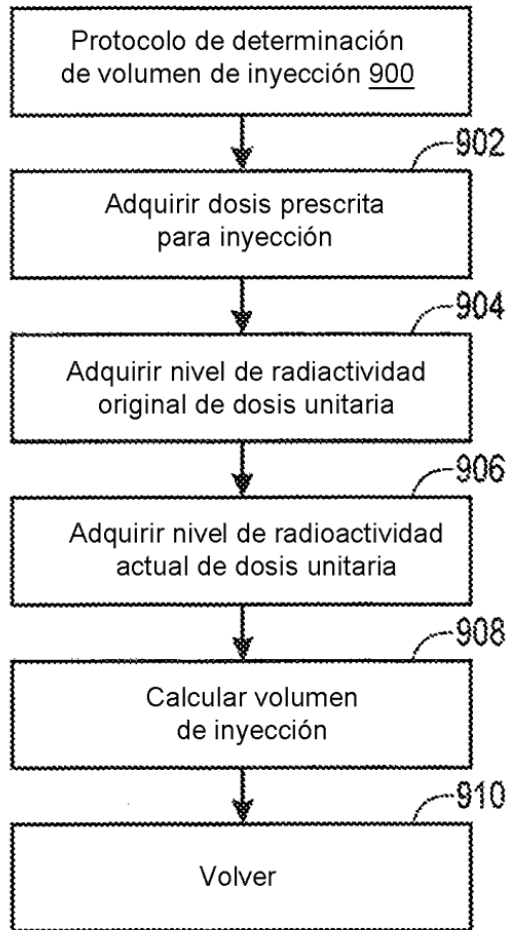 Protocolo de determinación
de volumen de inyección 900
902
Adquirir dosis prescrita
para inyección
904
Adquirir nivel de radiactividad
original de dosis unitaria
906
Adquirir nivel de radioactividad
actual de dosis unitaria
908
Calcular volumen
de inyección
910
Volver